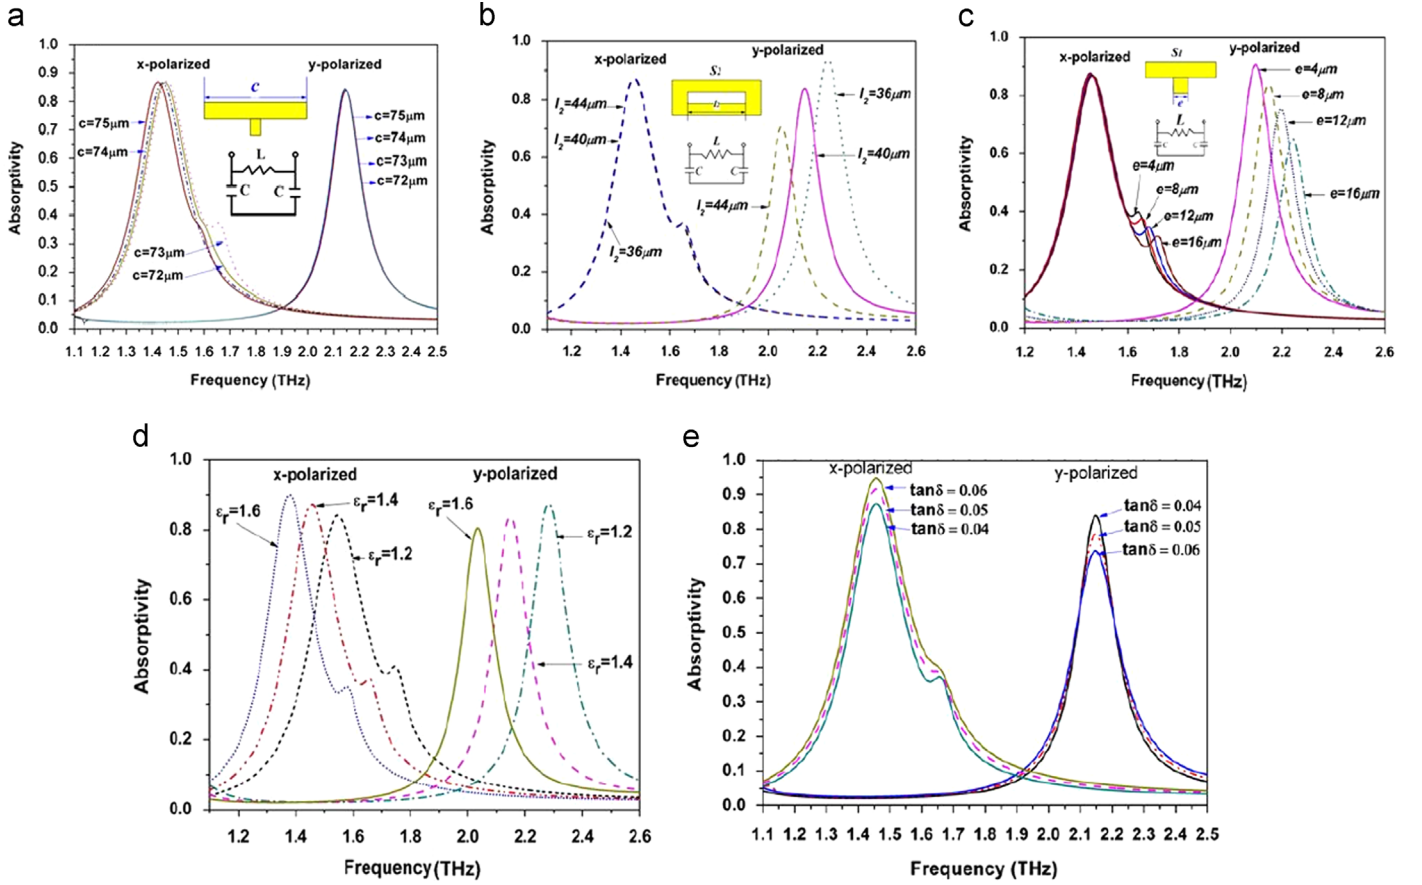 a
x-polarized
y-polarized
c
c=75μm
c=74μm
c=73μm
c=72μm
c=75μm
c=74μm
c=73μm
c=72μm
L
C
C
1.0
0.9
0.8
0.7
0.6
0.5
0.4
0.3
0.2
0.1
0.0
Absorptivity
1.1 1.2 1.3 1.4 1.5 1.6 1.7 1.8 1.9 2.0 2.1 2.2 2.3 2.4 2.5
Frequency (THz)
b
x-polarized
y-polarized
S2
l2
l2=44μm
l2=40μm
l2=36μm
l2=36μm
l2=40μm
l2=44μm
L
C
C
1.0
0.8
0.6
0.4
0.2
0.0
Absorptivity
1.2 1.4 1.6 1.8 2.0 2.2 2.4 2.6
Frequency (THz)
c
x-polarized
y-polarized
S1
e
e=4μm
e=8μm
e=12μm
e=16μm
e=4μm
e=8μm
e=12μm
e=16μm
L
C
C
1.0
0.8
0.6
0.4
0.2
0.0
Absorptivity
1.2 1.4 1.6 1.8 2.0 2.2 2.4 2.6
Frequency (THz)
d
x-polarized
y-polarized
εr=1.6
εr=1.4
εr=1.2
εr=1.6
εr=1.2
εr=1.4
1.0
0.8
0.6
0.4
0.2
0.0
Absorptivity
1.2 1.4 1.6 1.8 2.0 2.2 2.4 2.6
Frequency (THz)
e
x-polarized
y-polarized
tanδ = 0.06
tanδ = 0.05
tanδ = 0.04
tanδ = 0.04
tanδ = 0.05
tanδ = 0.06
1.0
0.9
0.8
0.7
0.6
0.5
0.4
0.3
0.2
0.1
0.0
Absorptivity
1.1 1.2 1.3 1.4 1.5 1.6 1.7 1.8 1.9 2.0 2.1 2.2 2.3 2.4 2.5
Frequency (THz)